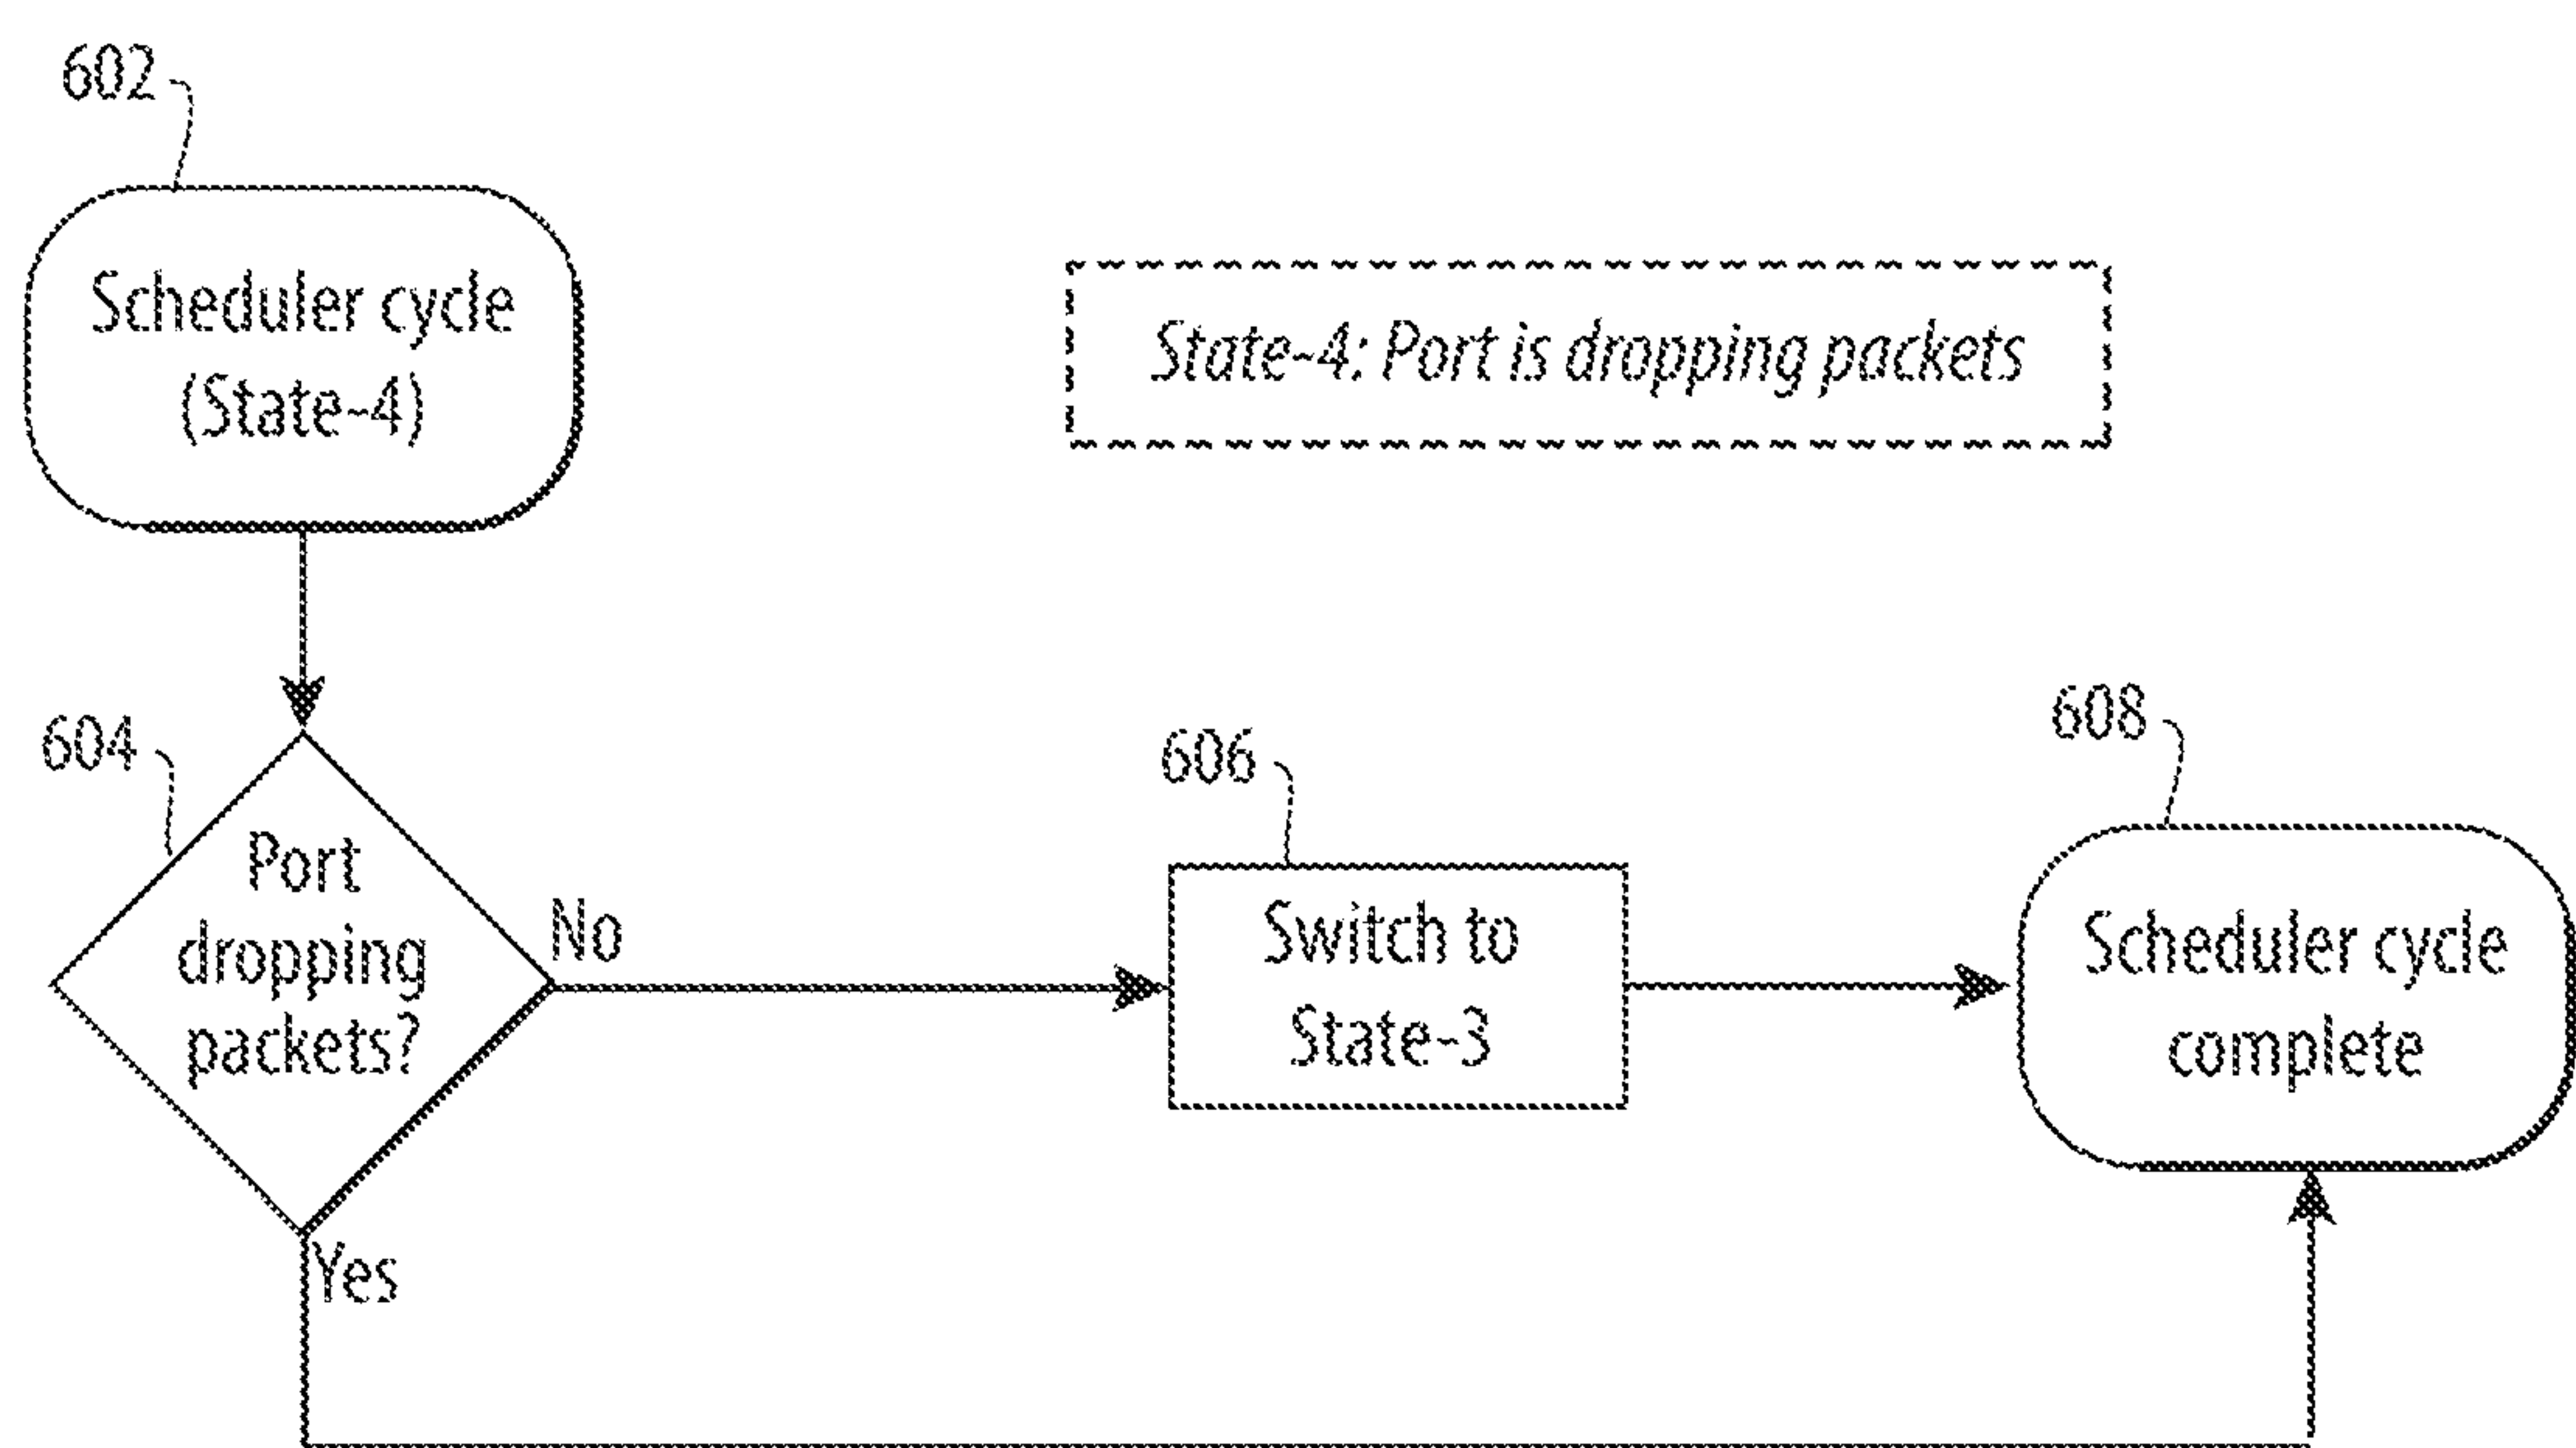 602
Scheduler cycle
(State-4)
State-4: Port is dropping packets
604
Port
dropping
packets?
No
Yes
606
Switch to
State-3
608
Scheduler cycle
complete